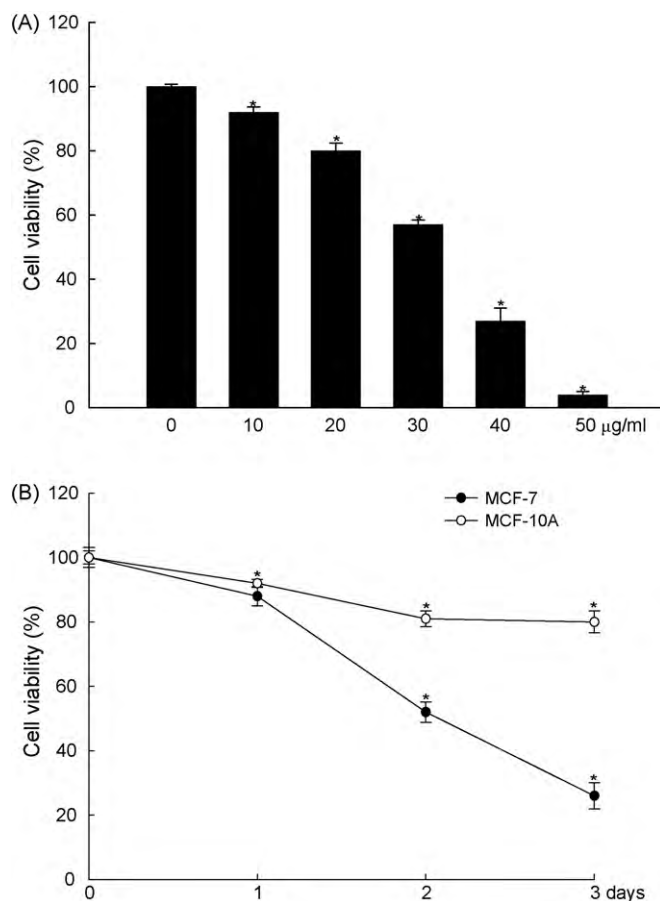 (A)
120
100
80
60
40
20
0
Cell viability (%)
* * * * *
0 10 20 30 40 50 μg/ml
(B)
120
100
80
60
40
20
0
Cell viability (%)
MCF-7
MCF-10A
* * *
* *
0 1 2 3 days